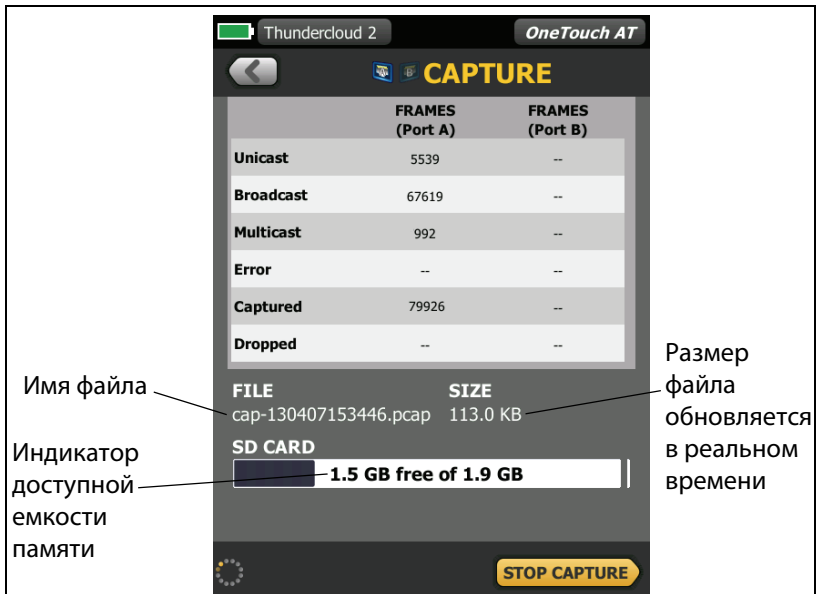 Thundercloud 2
OneTouch AT
CAPTURE
FRAMES
(Port A)
FRAMES
(Port B)
Unicast 5539 --
Broadcast 67619 --
Multicast 992 --
Error -- --
Captured 79926 --
Dropped -- --
Имя файла
FILE
cap-130407153446.pcap
SIZE
113.0 KB
Размер
файла
обновляется
в реальном
времени
Индикатор
доступной
емкости
памяти
SD CARD
1.5 GB free of 1.9 GB
STOP CAPTURE